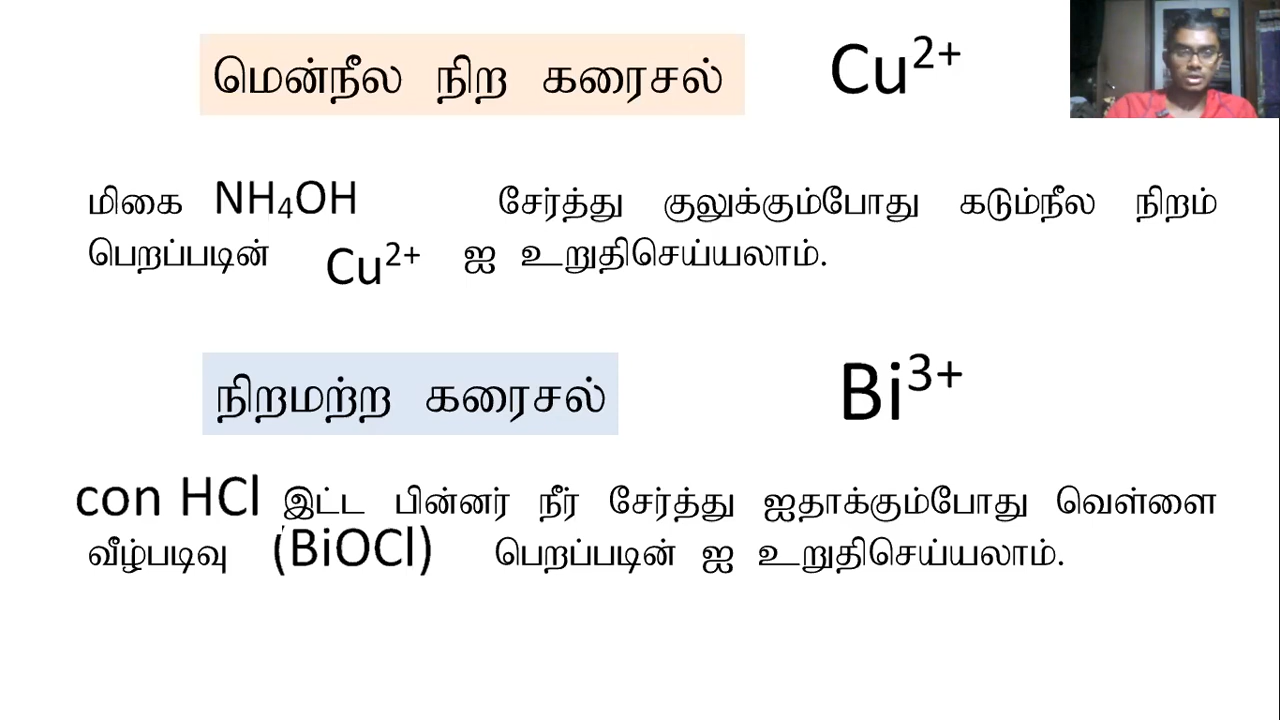 மென்நீல நிற கரைசல் Cu²⁺
மிகை NH₄OH சேர்த்து குலுக்கும்போது கடும்நீல நிறம்
பெறப்படின் Cu²⁺ ஐ உறுதிசெய்யலாம்.
நிறமற்ற கரைசல் Bi³⁺
con HCl இட்ட பின்னர் நீர் சேர்த்து ஐதாக்கும்போது வெள்ளை
வீழ்படிவு (BiOCl) பெறப்படின் ஐ உறுதிசெய்யலாம்.